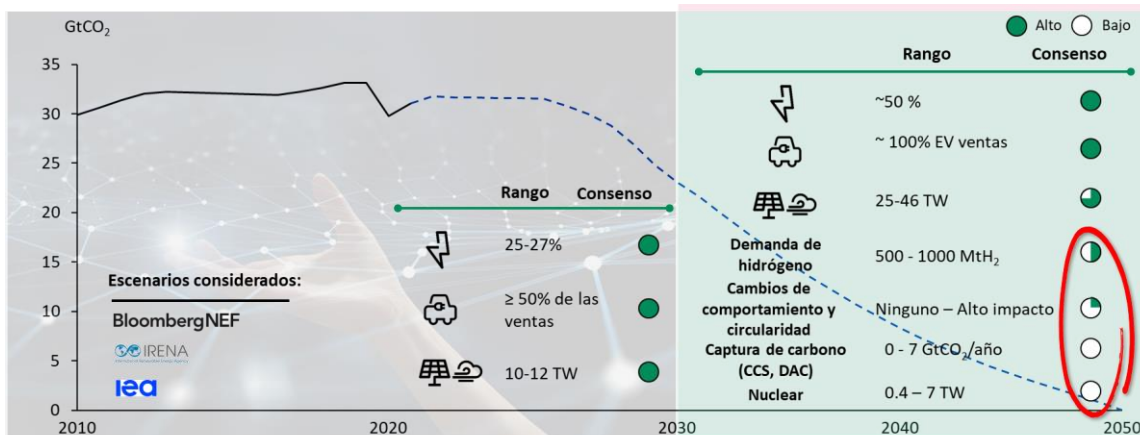 GtCO₂
Alto
Bajo
Rango
Consenso
35
30
25
20
15
10
5
0
~50 %
~ 100% EV ventas
25-46 TW
Demanda de
hidrógeno
500 - 1000 MtH₂
Cambios de
comportamiento y
circularidad
Ninguno – Alto impacto
Captura de carbono
(CCS, DAC)
0 - 7 GtCO₂/año
Nuclear
0.4 – 7 TW
Rango
Consenso
25-27%
≥ 50% de las
ventas
10-12 TW
Escenarios considerados:
BloombergNEF
IRENA
iea
2010
2020
2030
2040
2050